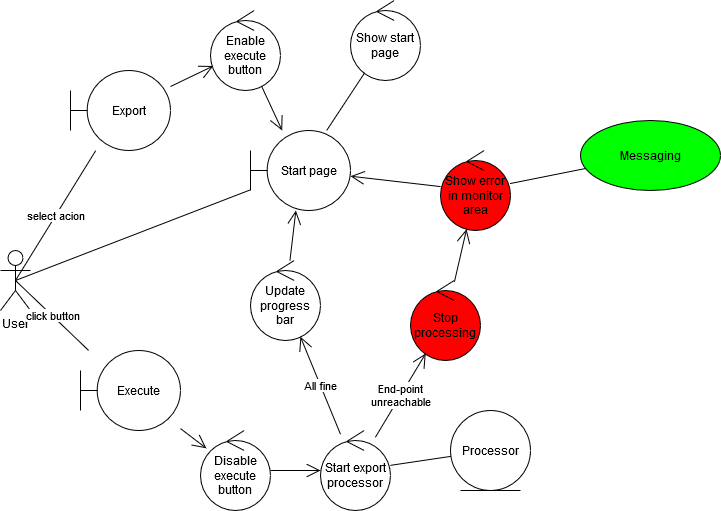 Enable
execute
button
Show start
page
Export
Start page
Messaging
Show error
in monitor
area
select acion
User
click button
Update
progress
bar
Stop
processing
Execute
All fine
End-point
unreachable
Disable
execute
button
Start export
processor
Processor